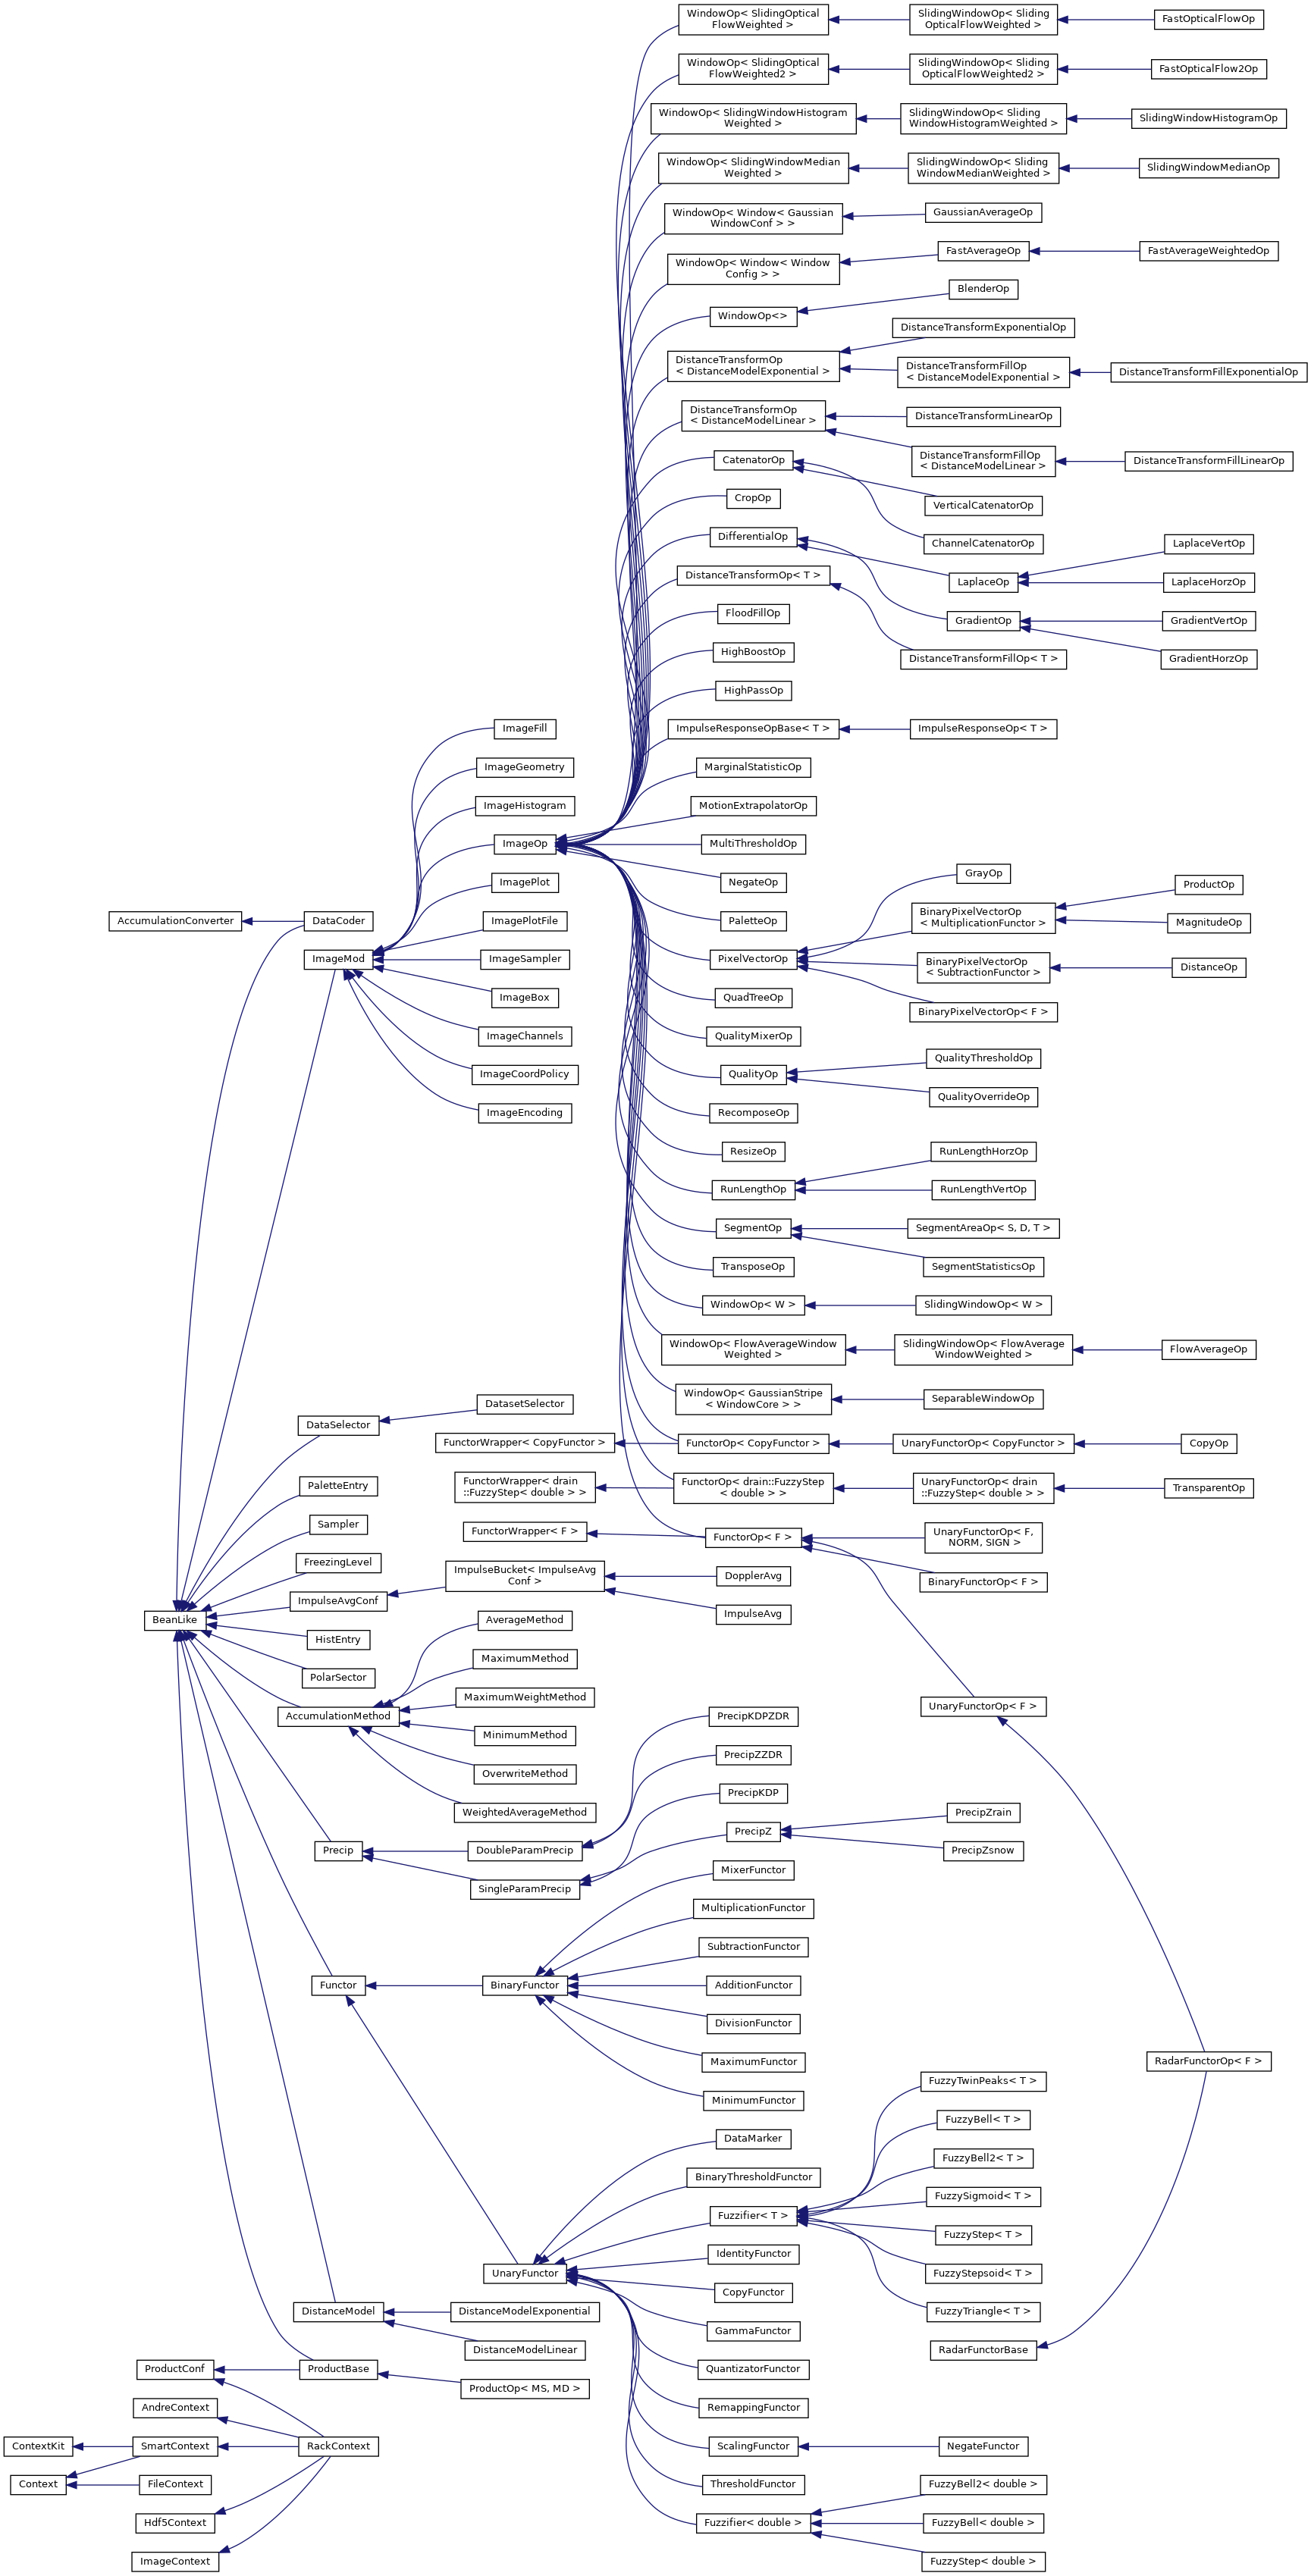 WindowOp< SlidingOptical
FlowWeighted >
SlidingWindowOp< Sliding
OpticalFlowWeighted >
FastOpticalFlowOp
WindowOp< SlidingOptical
FlowWeighted2 >
SlidingWindowOp< Sliding
OpticalFlowWeighted2 >
FastOpticalFlow2Op
WindowOp< SlidingWindowHistogram
Weighted >
SlidingWindowOp< Sliding
WindowHistogramWeighted >
SlidingWindowHistogramOp
WindowOp< SlidingWindowMedian
Weighted >
SlidingWindowOp< Sliding
WindowMedianWeighted >
SlidingWindowMedianOp
WindowOp< Window< Gaussian
WindowConf > >
GaussianAverageOp
WindowOp< Window< Window
Config > >
FastAverageOp
FastAverageWeightedOp
WindowOp<>
BlenderOp
DistanceTransformOp
< DistanceModelExponential >
DistanceTransformExponentialOp
DistanceTransformFillOp
< DistanceModelExponential >
DistanceTransformFillExponentialOp
DistanceTransformOp
< DistanceModelLinear >
DistanceTransformLinearOp
DistanceTransformFillOp
< DistanceModelLinear >
DistanceTransformFillLinearOp
CatenatorOp
VerticalCatenatorOp
ChannelCatenatorOp
CropOp
DifferentialOp
LaplaceOp
LaplaceVertOp
LaplaceHorzOp
GradientOp
GradientVertOp
GradientHorzOp
DistanceTransformOp< T >
DistanceTransformFillOp< T >
FloodFillOp
HighBoostOp
HighPassOp
ImpulseResponseOpBase< T >
ImpulseResponseOp< T >
MarginalStatisticOp
MotionExtrapolatorOp
MultiThresholdOp
NegateOp
PaletteOp
PixelVectorOp
GrayOp
BinaryPixelVectorOp
< MultiplicationFunctor >
ProductOp
MagnitudeOp
BinaryPixelVectorOp
< SubtractionFunctor >
DistanceOp
BinaryPixelVectorOp< F >
QuadTreeOp
QualityMixerOp
QualityOp
QualityThresholdOp
QualityOverrideOp
RecomposeOp
ResizeOp
RunLengthOp
RunLengthHorzOp
RunLengthVertOp
SegmentOp
SegmentAreaOp< S, D, T >
SegmentStatisticsOp
TransposeOp
WindowOp< W >
SlidingWindowOp< W >
WindowOp< FlowAverageWindow
Weighted >
SlidingWindowOp< FlowAverage
WindowWeighted >
FlowAverageOp
WindowOp< GaussianStripe
< WindowCore > >
SeparableWindowOp
ImageFill
ImageGeometry
ImageHistogram
ImageOp
ImagePlot
ImagePlotFile
ImageSampler
ImageBox
ImageChannels
ImageCoordPolicy
ImageEncoding
AccumulationConverter
DataCoder
ImageMod
DataSelector
DatasetSelector
FunctorWrapper< CopyFunctor >
FunctorOp< CopyFunctor >
UnaryFunctorOp< CopyFunctor >
CopyOp
FunctorWrapper< drain
::FuzzyStep< double > >
FunctorOp< drain::FuzzyStep
< double > >
UnaryFunctorOp< drain
::FuzzyStep< double > >
TransparentOp
FunctorWrapper< F >
FunctorOp< F >
UnaryFunctorOp< F,
NORM, SIGN >
BinaryFunctorOp< F >
UnaryFunctorOp< F >
RadarFunctorOp< F >
RadarFunctorBase
PaletteEntry
Sampler
FreezingLevel
ImpulseAvgConf
ImpulseBucket< ImpulseAvg
Conf >
DopplerAvg
ImpulseAvg
BeanLike
HistEntry
PolarSector
AccumulationMethod
AverageMethod
MaximumMethod
MaximumWeightMethod
MinimumMethod
OverwriteMethod
WeightedAverageMethod
Precip
DoubleParamPrecip
SingleParamPrecip
PrecipKDPZDR
PrecipZZDR
PrecipKDP
PrecipZ
PrecipZrain
PrecipZsnow
Functor
BinaryFunctor
MixerFunctor
MultiplicationFunctor
SubtractionFunctor
AdditionFunctor
DivisionFunctor
MaximumFunctor
MinimumFunctor
UnaryFunctor
DataMarker
BinaryThresholdFunctor
Fuzzifier< T >
FuzzyTwinPeaks< T >
FuzzyBell< T >
FuzzyBell2< T >
FuzzySigmoid< T >
FuzzyStep< T >
FuzzyStepsoid< T >
FuzzyTriangle< T >
IdentityFunctor
CopyFunctor
GammaFunctor
QuantizatorFunctor
RemappingFunctor
ScalingFunctor
NegateFunctor
ThresholdFunctor
Fuzzifier< double >
FuzzyBell2< double >
FuzzyBell< double >
FuzzyStep< double >
DistanceModel
DistanceModelExponential
DistanceModelLinear
ProductConf
ProductBase
ProductOp< MS, MD >
AndreContext
ContextKit
SmartContext
RackContext
Context
FileContext
Hdf5Context
ImageContext